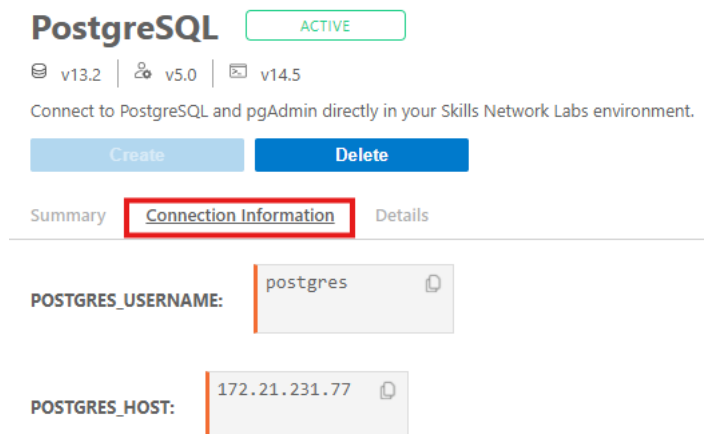 PostgreSQL ACTIVE
v13.2 v5.0 v14.5
Connect to PostgreSQL and pgAdmin directly in your Skills Network Labs environment.
Create Delete
Summary Connection Information Details
POSTGRES_USERNAME: postgres
POSTGRES_HOST: 172.21.231.77